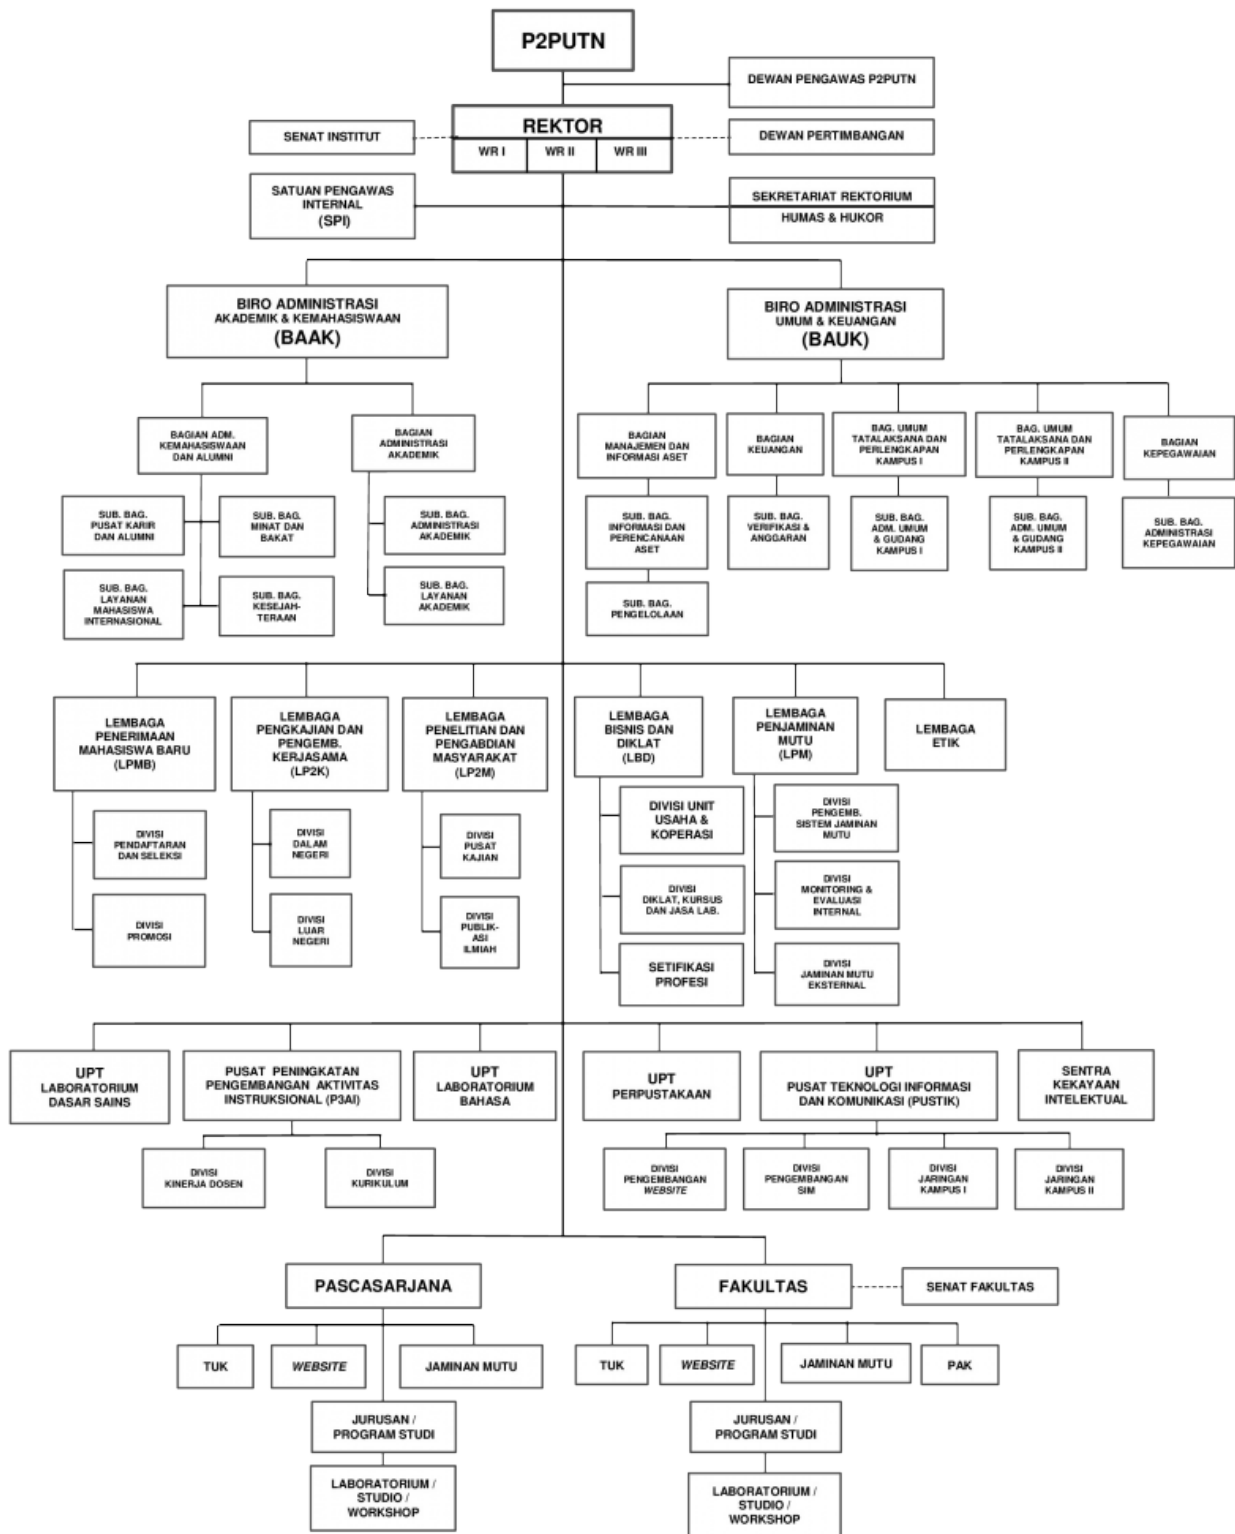 P2PUTN
DEWAN PENGAWAS P2PUTN
REKTOR
WR I
WR II
WR III
SENAT INSTITUT
DEWAN PERTIMBANGAN
SATUAN PENGAWAS
INTERNAL
(SPI)
SEKRETARIAT REKTORIUM
HUMAS & HUKOR
BIRO ADMINISTRASI
AKADEMIK & KEMAHASISWAAN
(BAAK)
BIRO ADMINISTRASI
UMUM & KEUANGAN
(BAUK)
BAGIAN ADM.
KEMAHASISWAAN
DAN ALUMNI
BAGIAN
ADMINISTRASI
AKADEMIK
BAGIAN
MANAJEMEN DAN
INFORMASI ASET
BAGIAN
KEUANGAN
BAG. UMUM
TATALAKSANA DAN
PERLENGKAPAN
KAMPUS I
BAG. UMUM
TATALAKSANA DAN
PERLENGKAPAN
KAMPUS II
BAGIAN
KEPEGAWAIAN
SUB. BAG.
PUSAT KARIR
DAN ALUMNI
SUB. BAG.
MINAT DAN
BAKAT
SUB. BAG.
ADMINISTRASI
AKADEMIK
SUB. BAG.
INFORMASI DAN
PERENCANAAN
ASET
SUB. BAG.
VERIFIKASI &
ANGGARAN
SUB. BAG.
ADM. UMUM
& GUDANG
KAMPUS I
SUB. BAG.
ADM. UMUM
& GUDANG
KAMPUS II
SUB. BAG.
ADMINISTRASI
KEPEGAWAIAN
SUB. BAG.
LAYANAN
MAHASISWA
INTERNASIONAL
SUB. BAG.
KESEJAH-
TERAAN
SUB. BAG.
LAYANAN
AKADEMIK
SUB. BAG.
PENGELOLAAN
LEMBAGA
PENERIMAAN
MAHASISWA BARU
(LPMB)
LEMBAGA
PENGKAJIAN DAN
PENGEMB.
KERJASAMA
(LP2K)
LEMBAGA
PENELITIAN DAN
PENGABDIAN
MASYARAKAT
(LP2M)
LEMBAGA
BISNIS DAN
DIKLAT
(LBD)
LEMBAGA
PENJAMINAN
MUTU
(LPM)
LEMBAGA
ETIK
DIVISI
PENDAFTARAN
DAN SELEKSI
DIVISI
DALAM
NEGERI
DIVISI
PUSAT
KAJIAN
DIVISI UNIT
USAHA &
KOPERASI
DIVISI
PENGEMB.
SISTEM JAMINAN
MUTU
DIVISI
PROMOSI
DIVISI
LUAR
NEGERI
DIVISI
PUBLIK-
ASI
ILMIAH
DIVISI
DIKLAT, KURSUS
DAN JASA LAB.
DIVISI
MONITORING &
EVALUASI
INTERNAL
SETIFIKASI
PROFESI
DIVISI
JAMINAN MUTU
EKSTERNAL
UPT
LABORATORIUM
DASAR SAINS
PUSAT PENINGKATAN
PENGEMBANGAN AKTIVITAS
INSTRUKSIONAL (P3AI)
UPT
LABORATORIUM
BAHASA
UPT
PERPUSTAKAAN
UPT
PUSAT TEKNOLOGI INFORMASI
DAN KOMUNIKASI (PUSTIK)
SENTRA
KEKAYAAN
INTELEKTUAL
DIVISI
KINERJA DOSEN
DIVISI
KURIKULUM
DIVISI
PENGEMBANGAN
WEBSITE
DIVISI
PENGEMBANGAN
SIM
DIVISI
JARINGAN
KAMPUS I
DIVISI
JARINGAN
KAMPUS II
PASCASARJANA
FAKULTAS
SENAT FAKULTAS
TUK
WEBSITE
JAMINAN MUTU
TUK
WEBSITE
JAMINAN MUTU
PAK
JURUSAN /
PROGRAM STUDI
JURUSAN /
PROGRAM STUDI
LABORATORIUM /
STUDIO /
WORKSHOP
LABORATORIUM /
STUDIO /
WORKSHOP